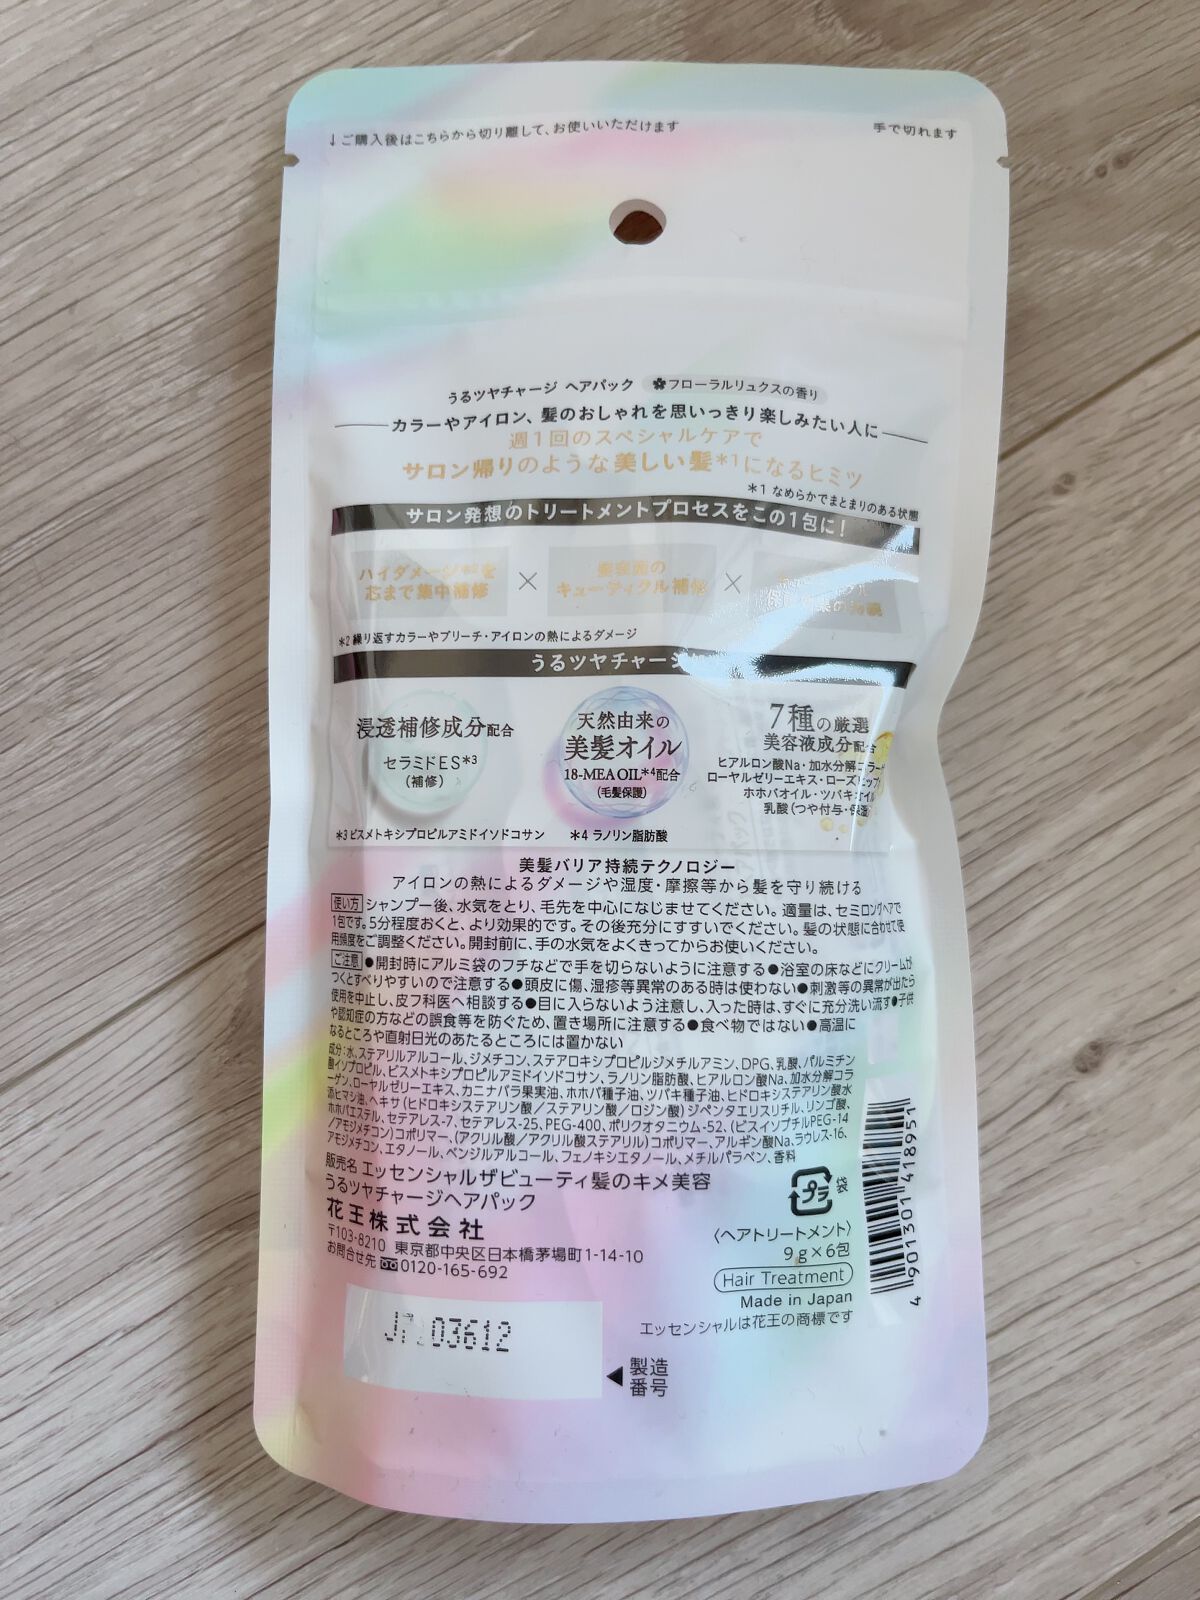 ↓ご購入後はこちらから切り離して、お使いいただけます
手で切れます
うるツヤチャージ ヘアパック フローラルリュクスの香り
カラーやアイロン、髪のおしゃれを思いっきり楽しみたい人に
週1回のスペシャルケアで
サロン帰りのような美しい髪*1になるヒミツ
*1 なめらかでまとまりのある状態
サロン発想のトリートメントプロセスをこの1包に!
ハイダメージ*2を
芯まで集中補修
×
髪表面の
キューティクル補修
×
*2 繰り返すカラーやブリーチ・アイロンの熱によるダメージ
うるツヤチャージ
浸透補修成分配合
セラミドES*3
(補修)
天然由来の
美髪オイル
18-MEA OIL*4配合
(毛髪保護)
7種の厳選
美容液成分配合
ヒアルロン酸Na・加水分解コラーゲン
ローヤルゼリーエキス・ローズヒップ
ホホバオイル・ツバキオイル
乳酸(つや付与・保湿)
*3 ビスメトキシプロピルアミドイソドコサン
*4 ラノリン脂肪酸
美髪バリア持続テクノロジー
アイロンの熱によるダメージや湿度・摩擦等から髪を守り続ける
使い方 シャンプー後、水気をとり、毛先を中心になじませてください。適量は、セミロングヘアで
1包です。5分程度おくと、より効果的です。その後充分にすすいでください。髪の状態に合わせて使
用頻度をご調整ください。開封前に、手の水気をよくきってからお使いください。
ご注意 ●開封時にアルミ袋のフチなどで手を切らないように注意する●浴室の床などにクリームが
つくとすべりやすいので注意する●頭皮に傷、湿疹等異常のある時は使わない●刺激等の異常が出たら
使用を中止し、皮フ科医へ相談する●目に入らないよう注意し、入った時は、すぐに充分洗い流す●子供
や認知症の方などの誤食等を防ぐため、置き場所に注意する●食べ物ではない●高温に
なるところや直射日光のあたるところには置かない
成分:水、ステアリルアルコール、ジメチコン、ステアロキシプロピルジメチルアミン、DPG、乳酸、パルミチン
酸イソプロピル、ビスメトキシプロピルアミドイソドコサン、ラノリン脂肪酸、ヒアルロン酸Na、加水分解コラ
ーゲン、ローヤルゼリーエキス、カニナバラ果実油、ホホバ種子油、ツバキ種子油、ヒドロキシステアリン酸水
添ヒマシ油、ヘキサ(ヒドロキシステアリン酸/ステアリン酸/ロジン酸)ジペンタエリスリチル、リンゴ酸、
ホホバエステル、セテアレス-7、セテアレス-25、PEG-400、ポリクオタニウム-52、(ビスイソブチルPEG-14
/アモジメチコン)コポリマー、(アクリル酸/アクリル酸ステアリル)コポリマー、アルギン酸Na、ラウレス-16、
アモジメチコン、エタノール、ベンジルアルコール、フェノキシエタノール、メチルパラベン、香料
販売名 エッセンシャルザビューティ髪のキメ美容
うるツヤチャージヘアパック
花王株式会社
〒103-8210 東京都中央区日本橋茅場町1-14-10
お問合せ先 0120-165-692
プラ 袋
〈ヘアトリートメント〉
9g×6包
Hair Treatment
Made in Japan
エッセンシャルは花王の商標です
4 901301 418951
03612
◀製造
番号